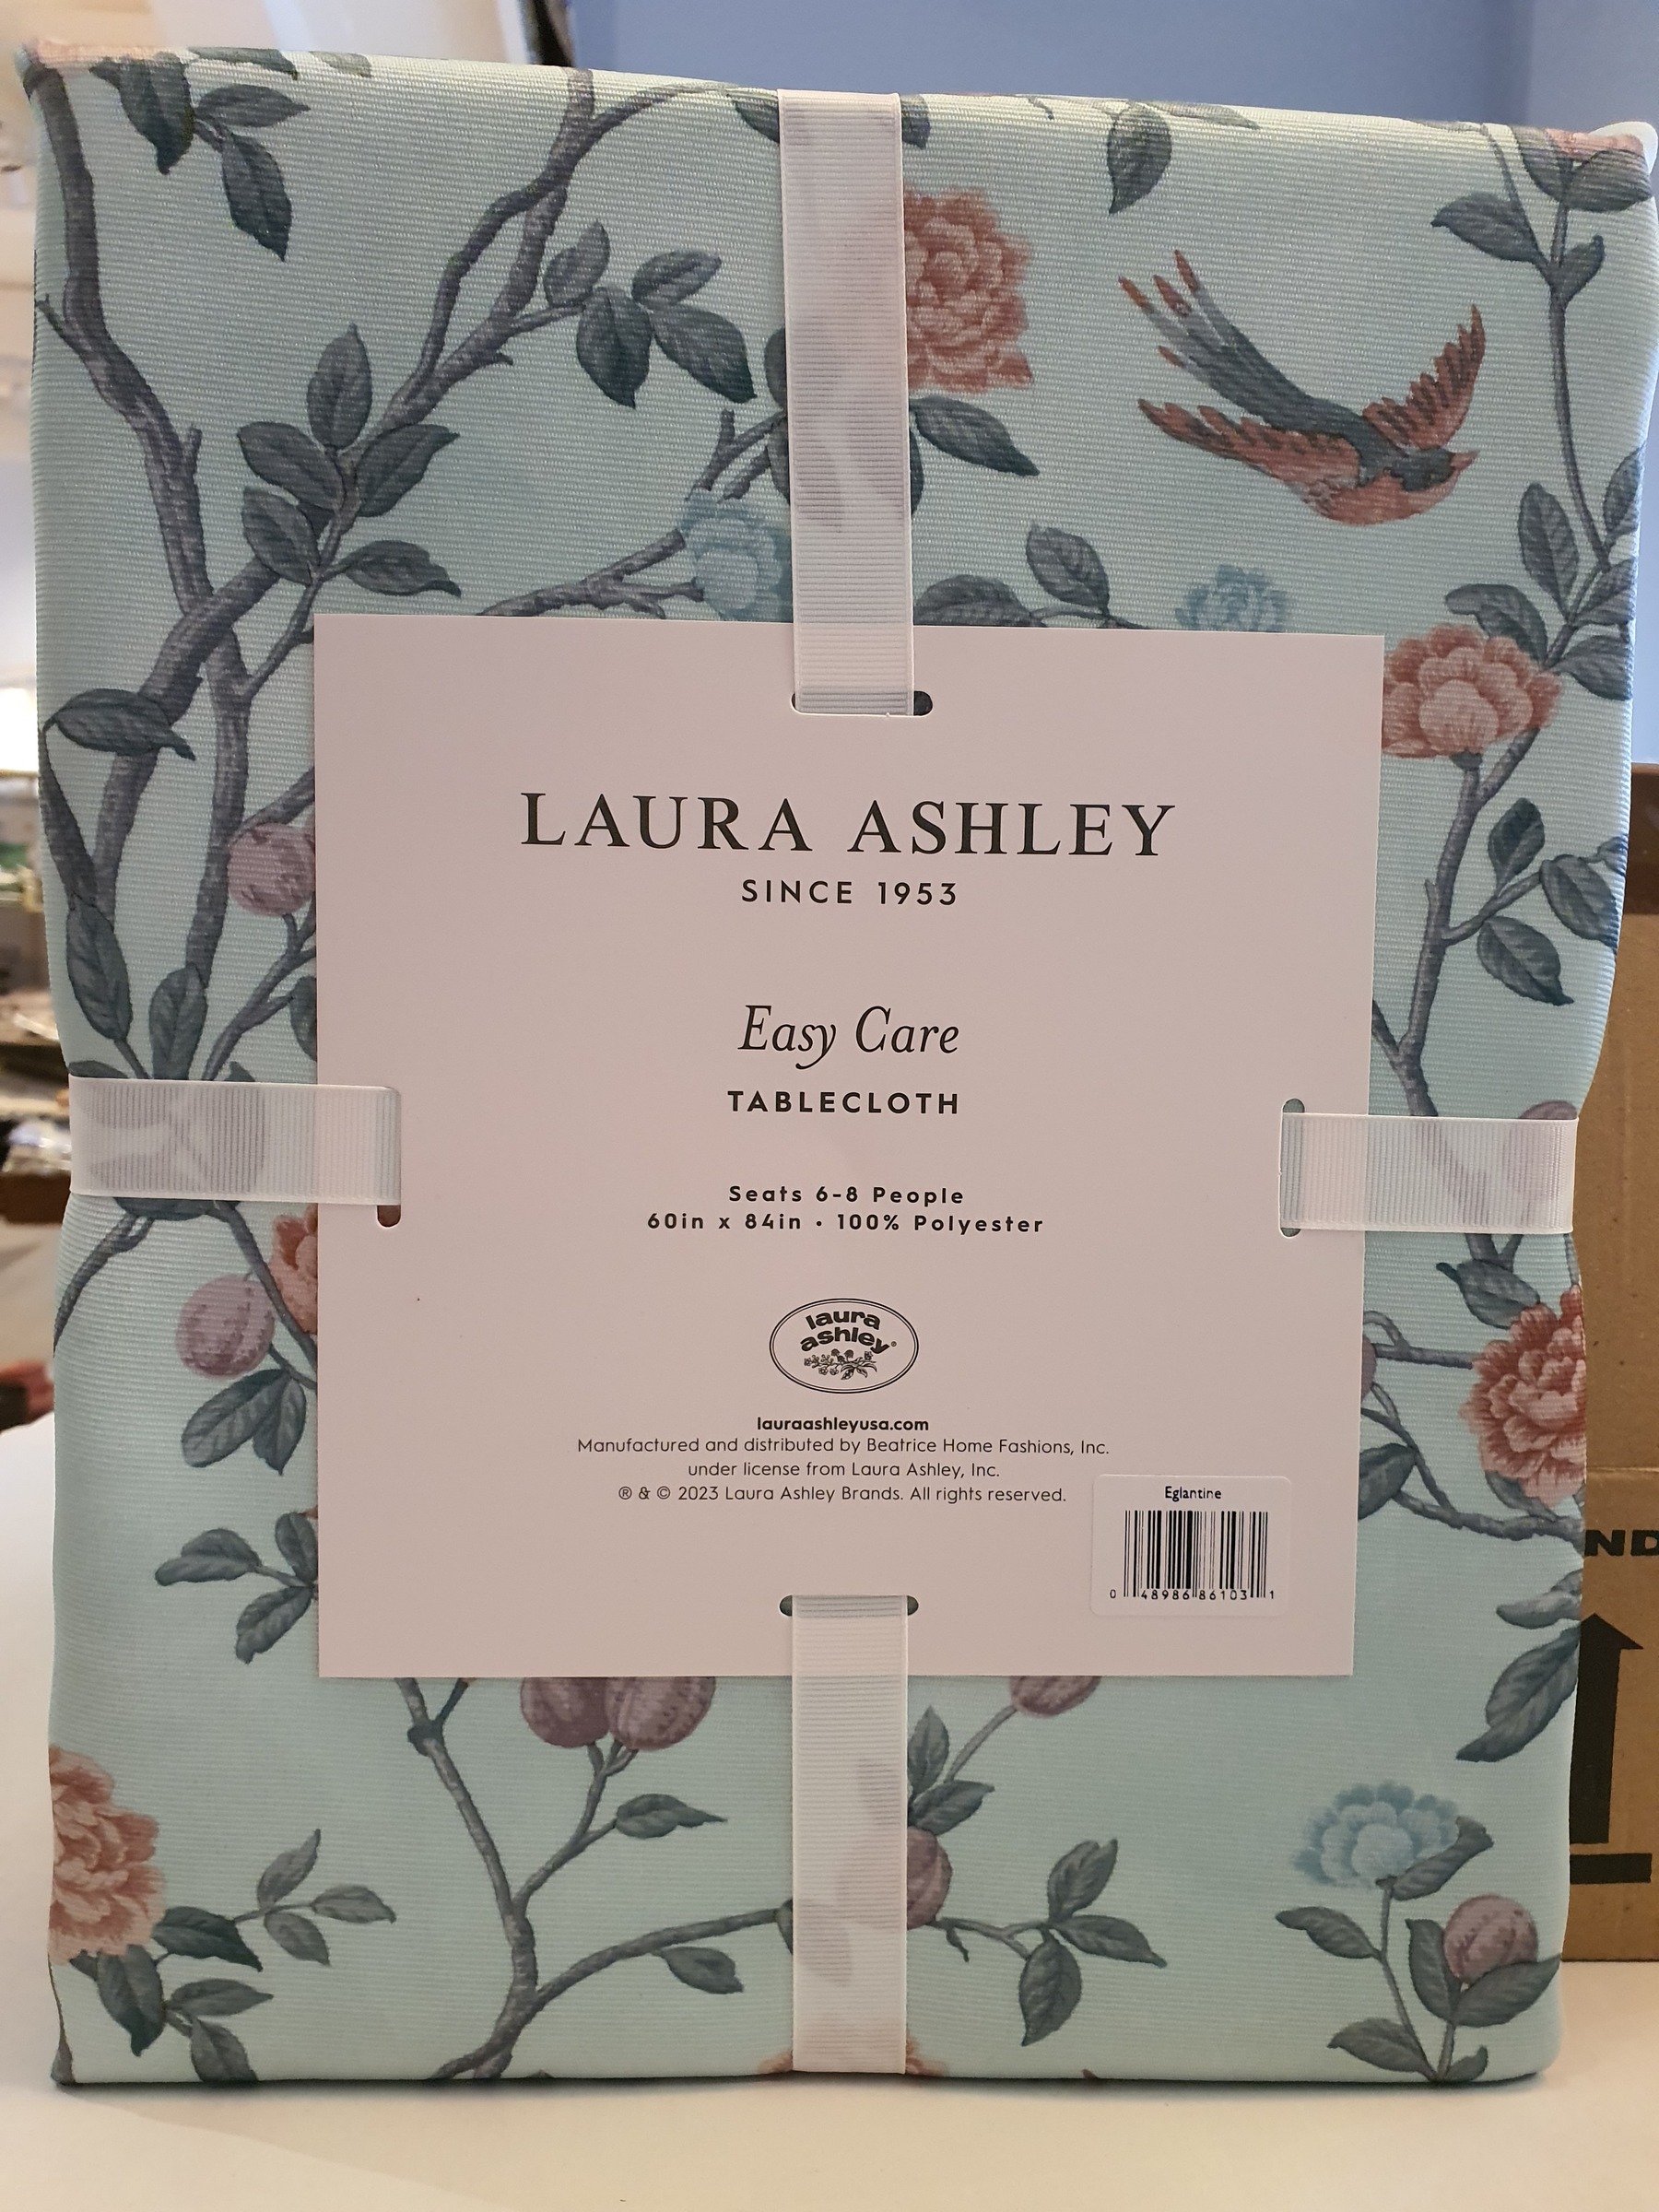 LAURA ASHLEY
SINCE 1953
Easy Care
TABLECLOTH
Seats 6-8 People
60in x 84in • 100% Polyester
laura
ashley®
lauraashleyusa.com
Manufactured and distributed by Beatrice Home Fashions, Inc.
under license from Laura Ashley, Inc.
® & © 2023 Laura Ashley Brands. All rights reserved.
Eglantine
0 48986 86103 1
ND